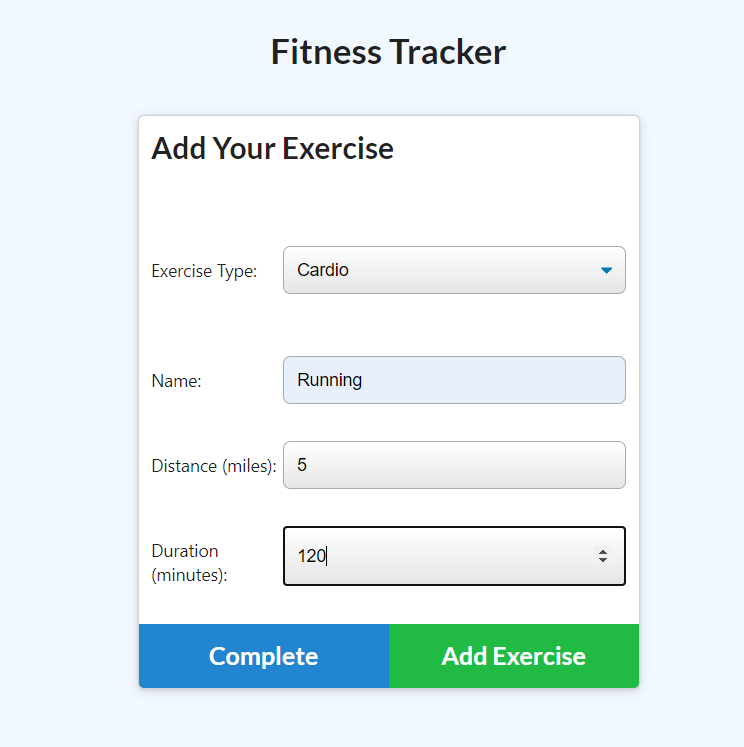 Fitness Tracker
Add Your Exercise
Exercise Type: Cardio
Name: Running
Distance (miles): 5
Duration
(minutes): 120
Complete Add Exercise